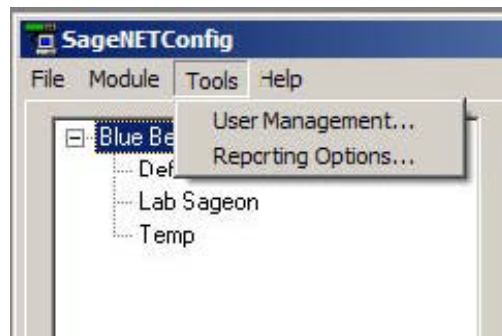 SageNETConfig
File Module Tools Help
User Management...
Reporting Options...
Blue Be
Def
Lab Sageon
Temp